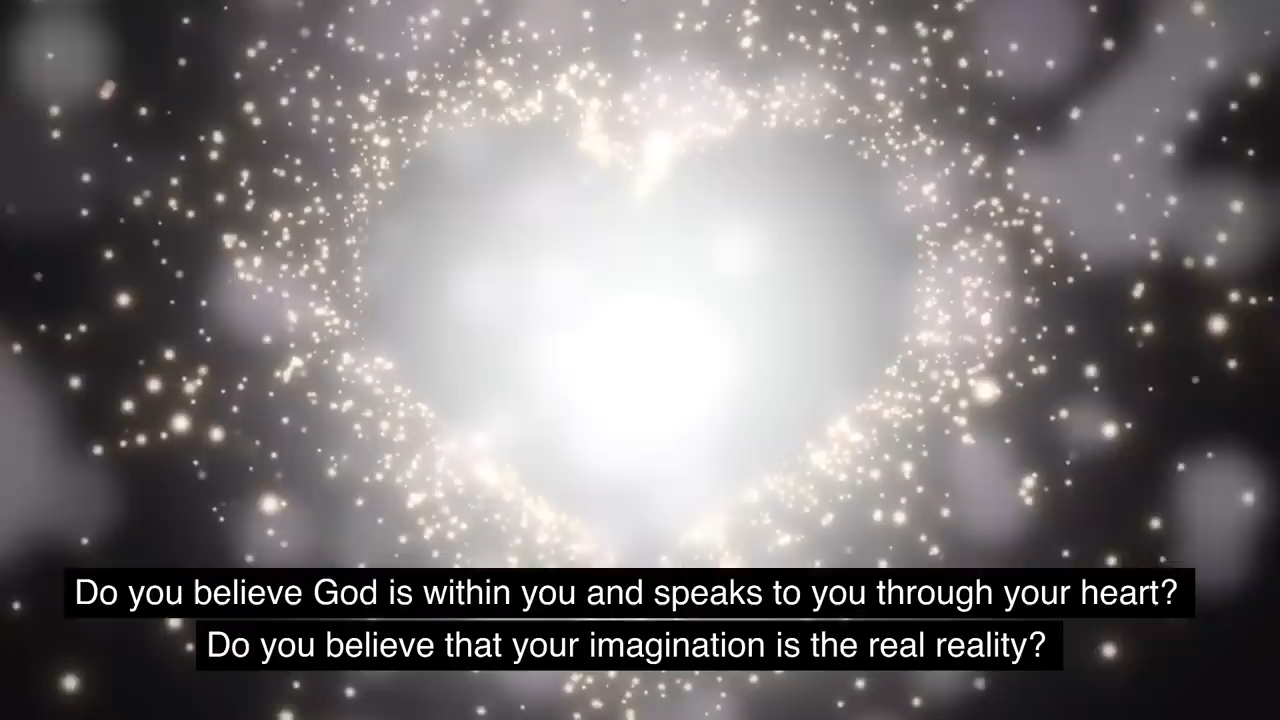 Do you believe God is within you and speaks to you through your heart?
Do you believe that your imagination is the real reality?